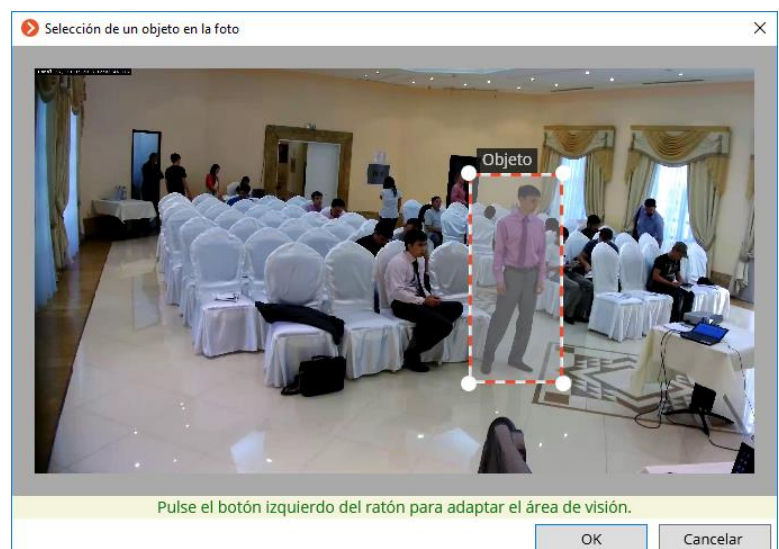 Selección de un objeto en la foto
Objeto
Pulse el botón izquierdo del ratón para adaptar el área de visión.
OK
Cancelar